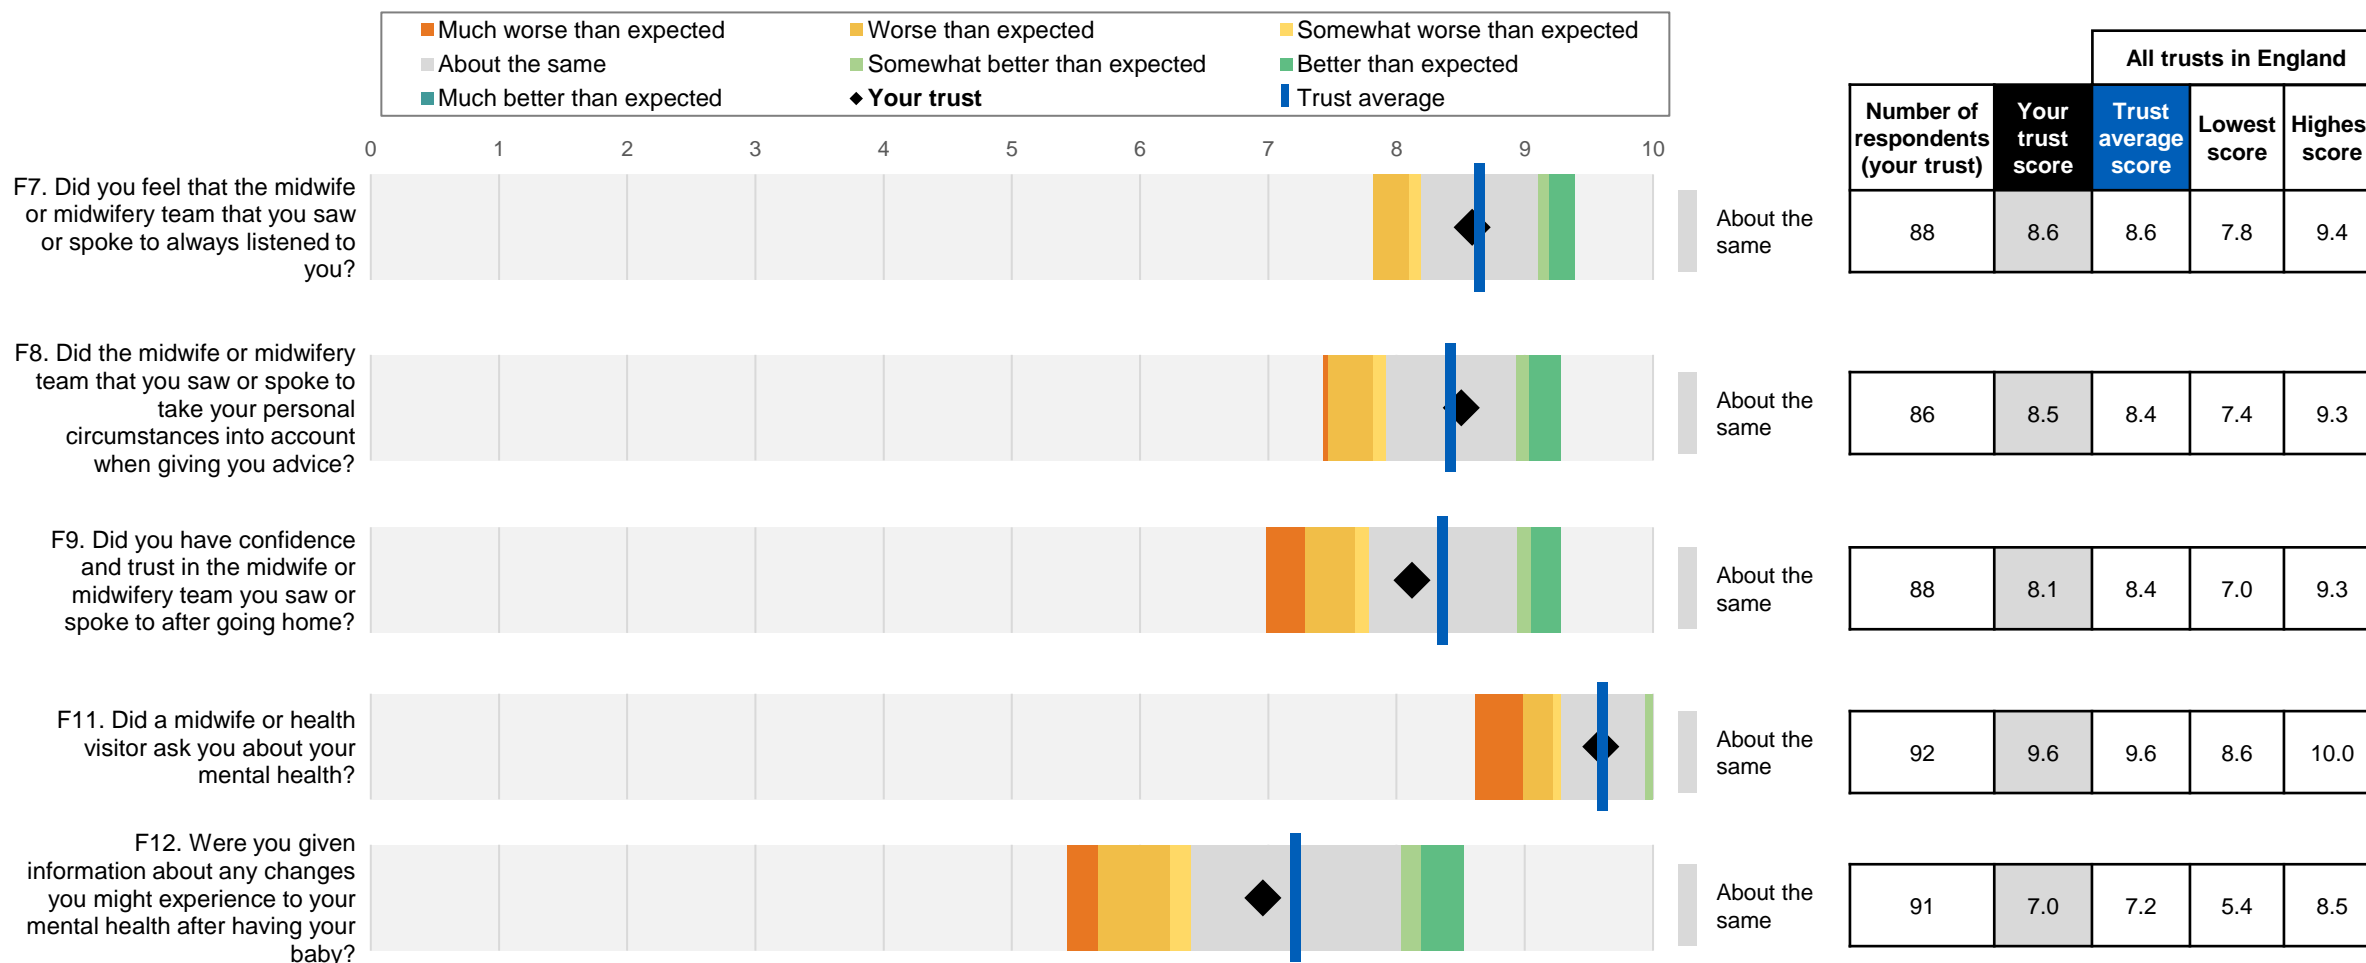 Much worse than expected
Worse than expected
Somewhat worse than expected
About the same
Somewhat better than expected
Better than expected
Much better than expected
Your trust
Trust average
All trusts in England
Number of
respondents
(your trust)
Your
trust
score
Trust
average
score
Lowest
score
Highes
score
0 1 2 3 4 5 6 7 8 9 10
F7. Did you feel that the midwife
or midwifery team that you saw
or spoke to always listened to
you?
About the
same
88 8.6 8.6 7.8 9.4
F8. Did the midwife or midwifery
team that you saw or spoke to
take your personal
circumstances into account
when giving you advice?
About the
same
86 8.5 8.4 7.4 9.3
F9. Did you have confidence
and trust in the midwife or
midwifery team you saw or
spoke to after going home?
About the
same
88 8.1 8.4 7.0 9.3
F11. Did a midwife or health
visitor ask you about your
mental health?
About the
same
92 9.6 9.6 8.6 10.0
F12. Were you given
information about any changes
you might experience to your
mental health after having your
baby?
About the
same
91 7.0 7.2 5.4 8.5